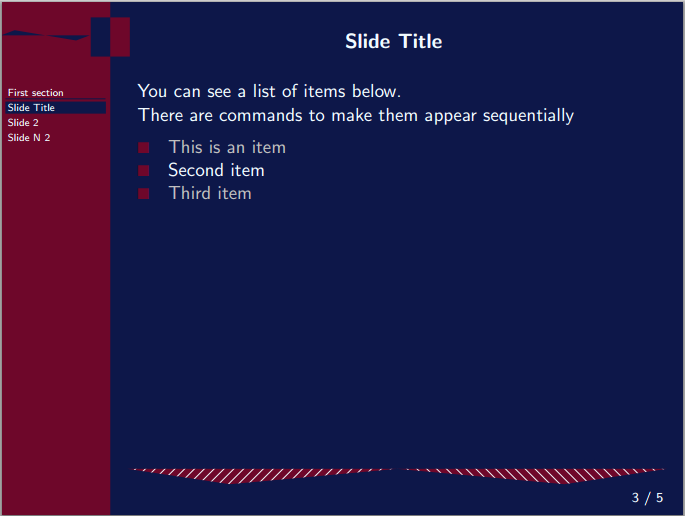 Slide Title
First section
Slide Title
Slide 2
Slide N 2
You can see a list of items below.
There are commands to make them appear sequentially
This is an item
Second item
Third item
3 / 5